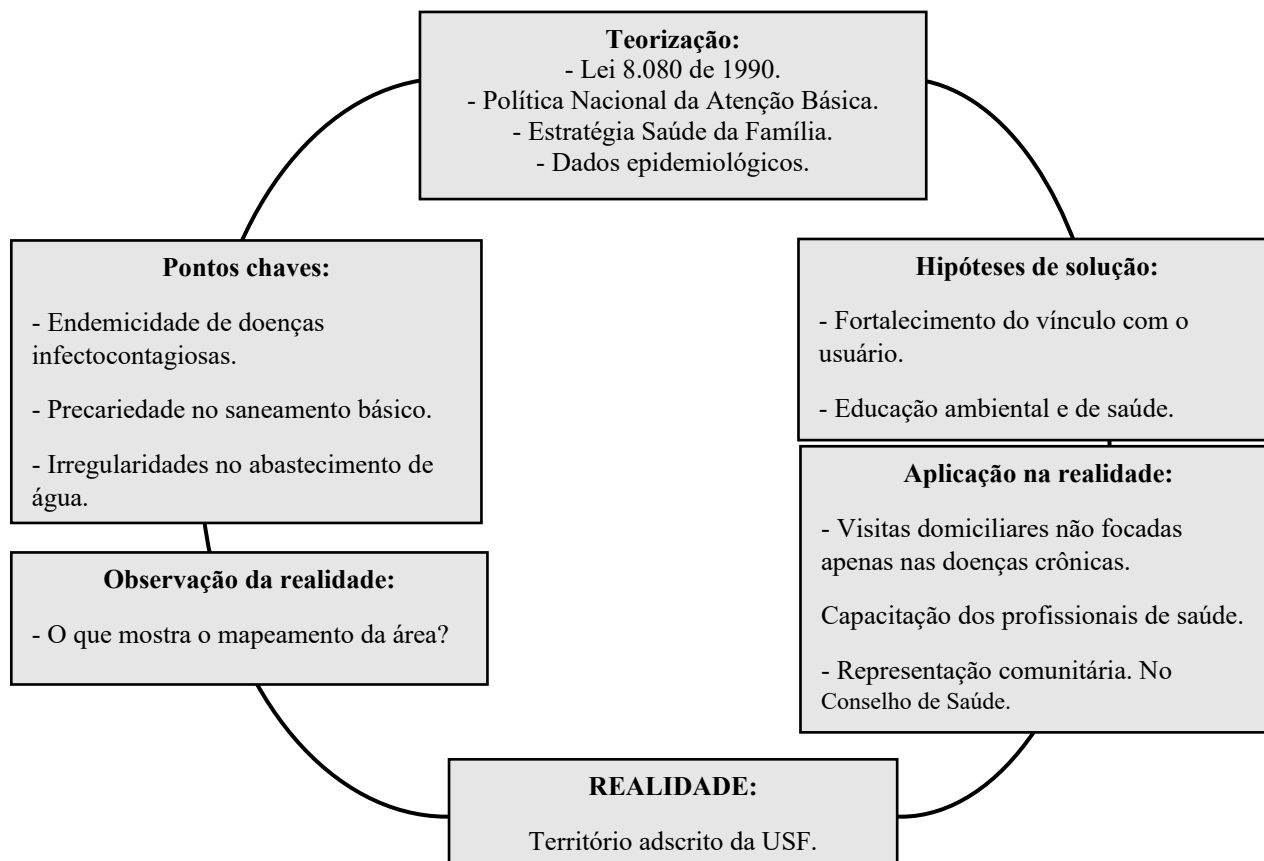 Teorização:
- Lei 8.080 de 1990.
- Política Nacional da Atenção Básica.
- Estratégia Saúde da Família.
- Dados epidemiológicos.
Pontos chaves:
- Endemicidade de doenças
infectocontagiosas.
- Precariedade no saneamento básico.
- Irregularidades no abastecimento de
água.
Hipóteses de solução:
- Fortalecimento do vínculo com o
usuário.
- Educação ambiental e de saúde.
Observação da realidade:
- O que mostra o mapeamento da área?
Aplicação na realidade:
- Visitas domiciliares não focadas
apenas nas doenças crônicas.
Capacitação dos profissionais de saúde.
- Representação comunitária. No
Conselho de Saúde.
REALIDADE:
Território adscrito da USF.